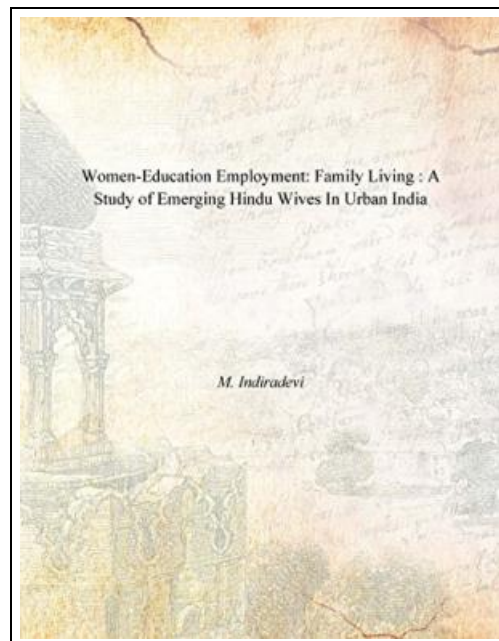 Women-Education Employment: Family Living : A
Study of Emerging Hindu Wives In Urban India
M. Indiradevi